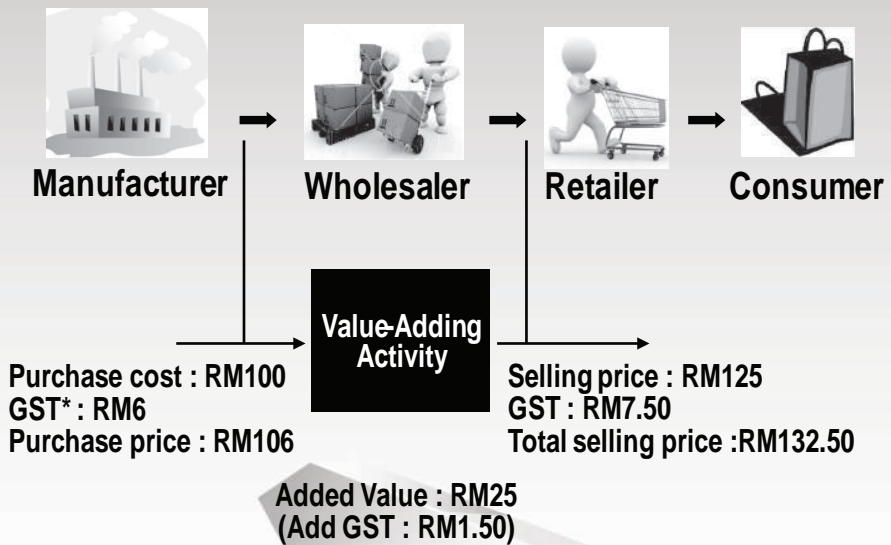 Manufacturer
Wholesaler
Retailer
Consumer
Value-Adding
Activity
Purchase cost : RM100
GST* : RM6
Purchase price : RM106
Selling price : RM125
GST : RM7.50
Total selling price :RM132.50
Added Value : RM25
(Add GST : RM1.50)